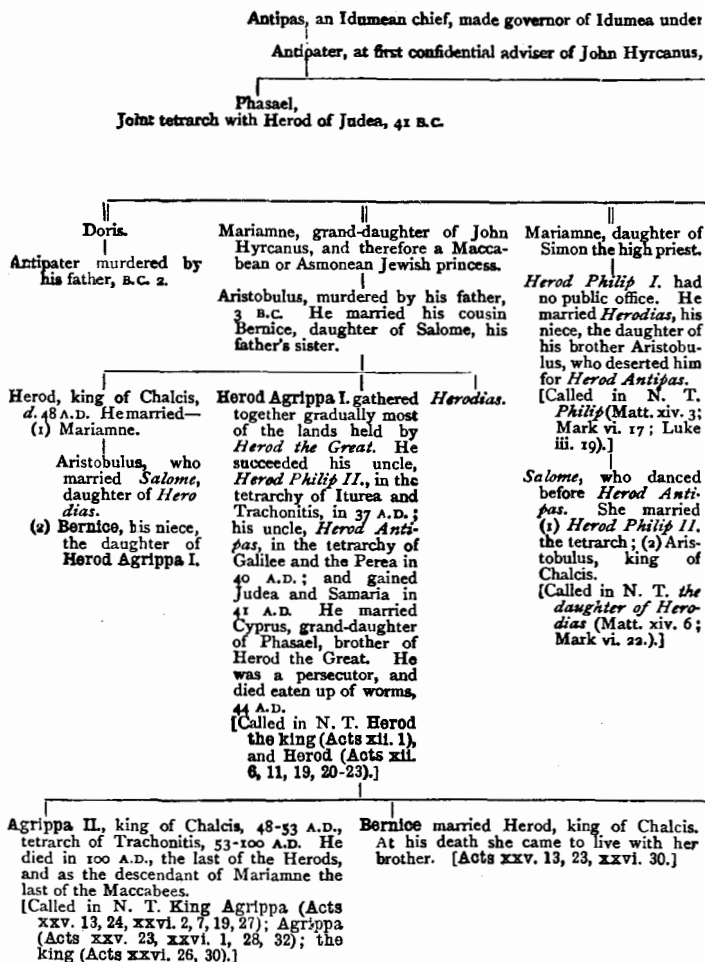 Antipas, an Idumean chief, made governor of Idumea under
Antipater, at first confidential adviser of John Hyrcanus,
Phasael,
Joint tetrarch with Herod of Judea, 41 B.C.
Doris.
Antipater murdered by
his father, B.C. 2.
Mariamne, grand-daughter of John
Hyrcanus, and therefore a Macca-
bean or Asmonean Jewish princess.
Aristobulus, murdered by his father,
3 B.C. He married his cousin
Bernice, daughter of Salome, his
father's sister.
Mariamne, daughter of
Simon the high priest.
Herod Philip I. had
no public office. He
married Herodias, his
niece, the daughter of
his brother Aristobu-
lus, who deserted him
for Herod Antipas.
[Called in N. T.
Philip (Matt. xiv. 3;
Mark vi. 17; Luke
iii. 19).]
Salome, who danced
before Herod Anti-
pas. She married
(1) Herod Philip II.
the tetrarch; (2) Aris-
tobulus, king of
Chalcis.
[Called in N. T. the
daughter of Hero-
dias (Matt. xiv. 6;
Mark vi. 22.).]
Herod, king of Chalcis,
d. 48 A.D. He married—
(1) Mariamne.
Aristobulus, who
married Salome,
daughter of Hero
dias.
(2) Bernice, his niece,
the daughter of
Herod Agrippa I.
Herod Agrippa I. gathered
together gradually most
of the lands held by
Herod the Great. He
succeeded his uncle,
Herod Philip II., in the
tetrarchy of Iturea and
Trachonitis, in 37 A.D.;
his uncle, Herod Anti-
pas, in the tetrarchy of
Galilee and the Perea in
40 A.D.; and gained
Judea and Samaria in
41 A.D. He married
Cyprus, grand-daughter
of Phasael, brother of
Herod the Great. He
was a persecutor, and
died eaten up of worms,
44 A.D.
[Called in N. T. Herod
the king (Acts xii. 1),
and Herod (Acts xii.
6, 11, 19, 20-23).]
Herodias.
Agrippa II., king of Chalcis, 48-53 A.D.,
tetrarch of Trachonitis, 53-100 A.D. He
died in 100 A.D., the last of the Herods,
and as the descendant of Mariamne the
last of the Maccabees.
[Called in N. T. King Agrippa (Acts
xxv. 13, 24, xxvi. 2, 7, 19, 27); Agrippa
(Acts xxv. 23, xxvi. 1, 28, 32); the
king (Acts xxvi. 26, 30).]
Bernice married Herod, king of Chalcis.
At his death she came to live with her
brother. [Acts xxv. 13, 23, xxvi. 30.]